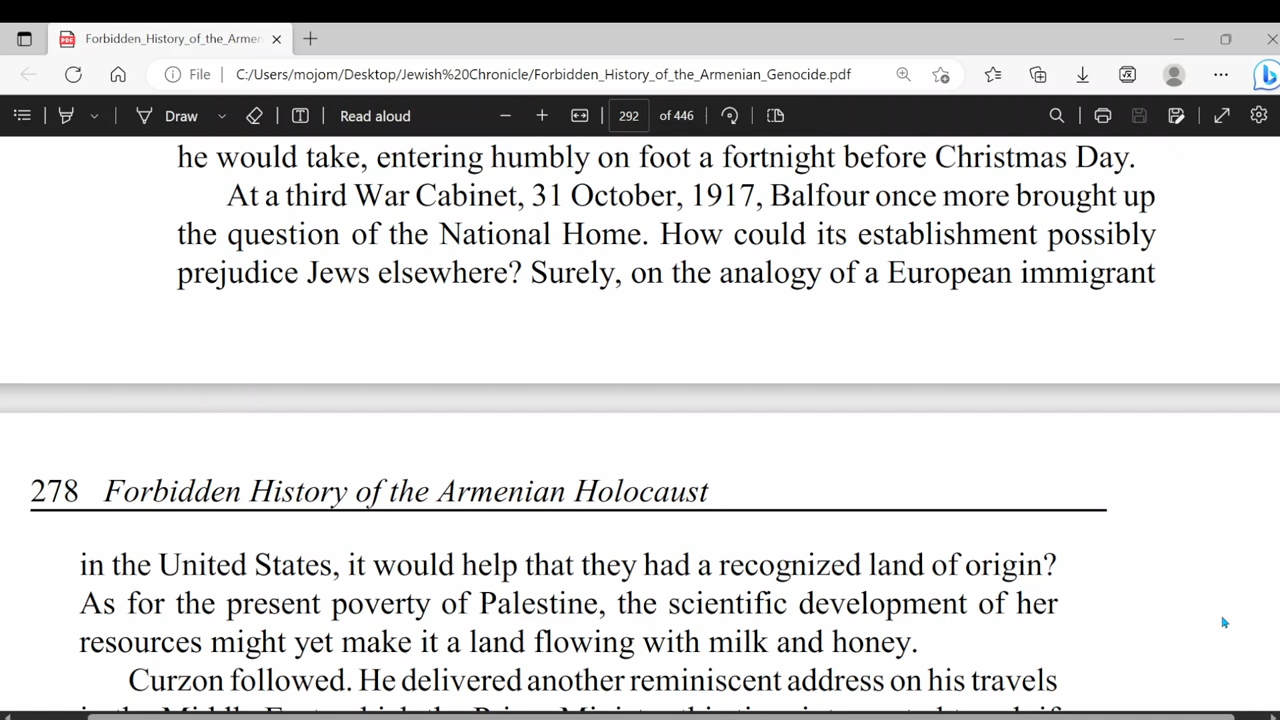 Forbidden_History_of_the_Armen
File C:/Users/mojom/Desktop/Jewish%20Chronicle/Forbidden_History_of_the_Armenian_Genocide.pdf
Draw Read aloud 292 of 446
he would take, entering humbly on foot a fortnight before Christmas Day.
At a third War Cabinet, 31 October, 1917, Balfour once more brought up
the question of the National Home. How could its establishment possibly
prejudice Jews elsewhere? Surely, on the analogy of a European immigrant
278 Forbidden History of the Armenian Holocaust
in the United States, it would help that they had a recognized land of origin?
As for the present poverty of Palestine, the scientific development of her
resources might yet make it a land flowing with milk and honey.
Curzon followed. He delivered another reminiscent address on his travels